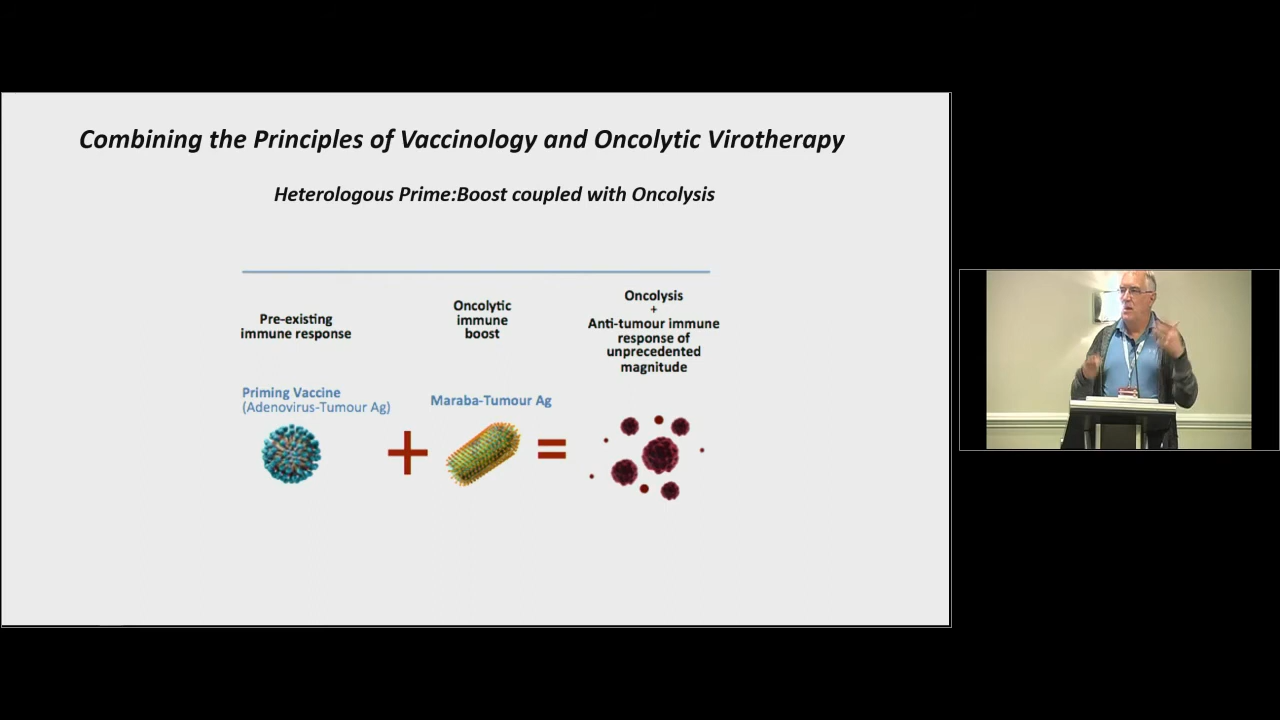 Combining the Principles of Vaccinology and Oncolytic Virotherapy
Heterologous Prime:Boost coupled with Oncolysis
Pre-existing
immune response
Oncolytic
immune
boost
Oncolysis
+
Anti-tumour immune
response of
unprecedented
magnitude
Priming Vaccine
(Adenovirus-Tumour Ag)
Maraba-Tumour Ag
+
=